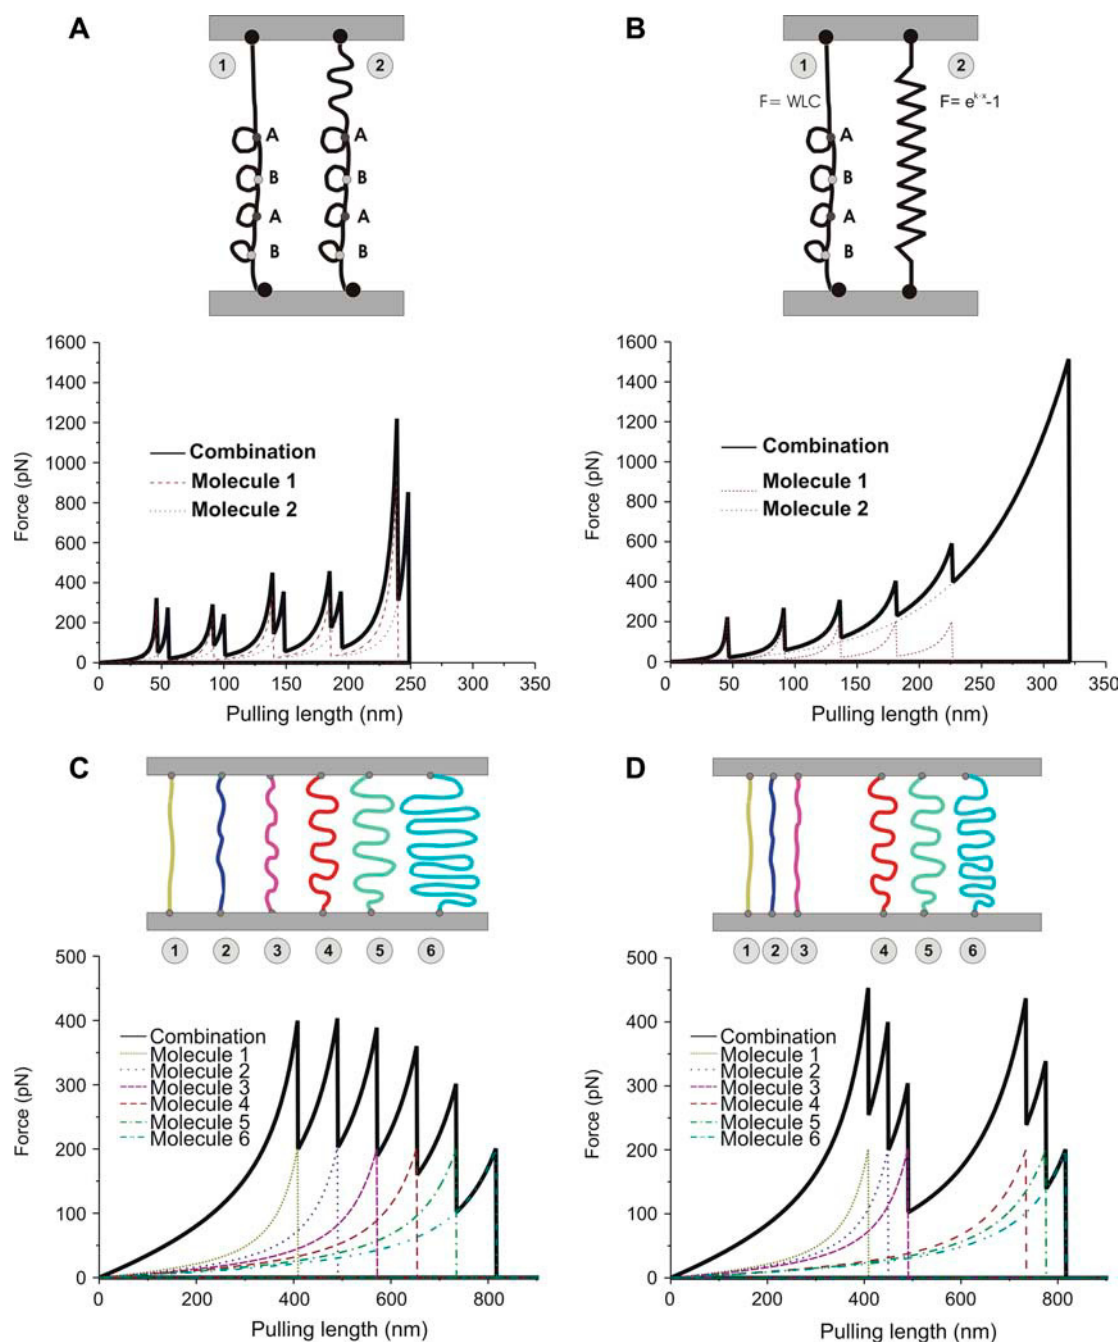 A
1
2
A
A
B
B
A
A
B
B
1600
1400
1200
1000
800
600
400
200
0
Force (pN)
Combination
Molecule 1
Molecule 2
0 50 100 150 200 250 300 350
Pulling length (nm)
B
1
2
F= WLC
F= e^k·x-1
A
B
A
B
1600
1400
1200
1000
800
600
400
200
0
Force (pN)
Combination
Molecule 1
Molecule 2
0 50 100 150 200 250 300 350
Pulling length (nm)
C
1 2 3 4 5 6
500
400
300
200
100
0
Force (pN)
Combination
Molecule 1
Molecule 2
Molecule 3
Molecule 4
Molecule 5
Molecule 6
0 200 400 600 800
Pulling length (nm)
D
1 2 3 4 5 6
500
400
300
200
100
0
Force (pN)
Combination
Molecule 1
Molecule 2
Molecule 3
Molecule 4
Molecule 5
Molecule 6
0 200 400 600 800
Pulling length (nm)